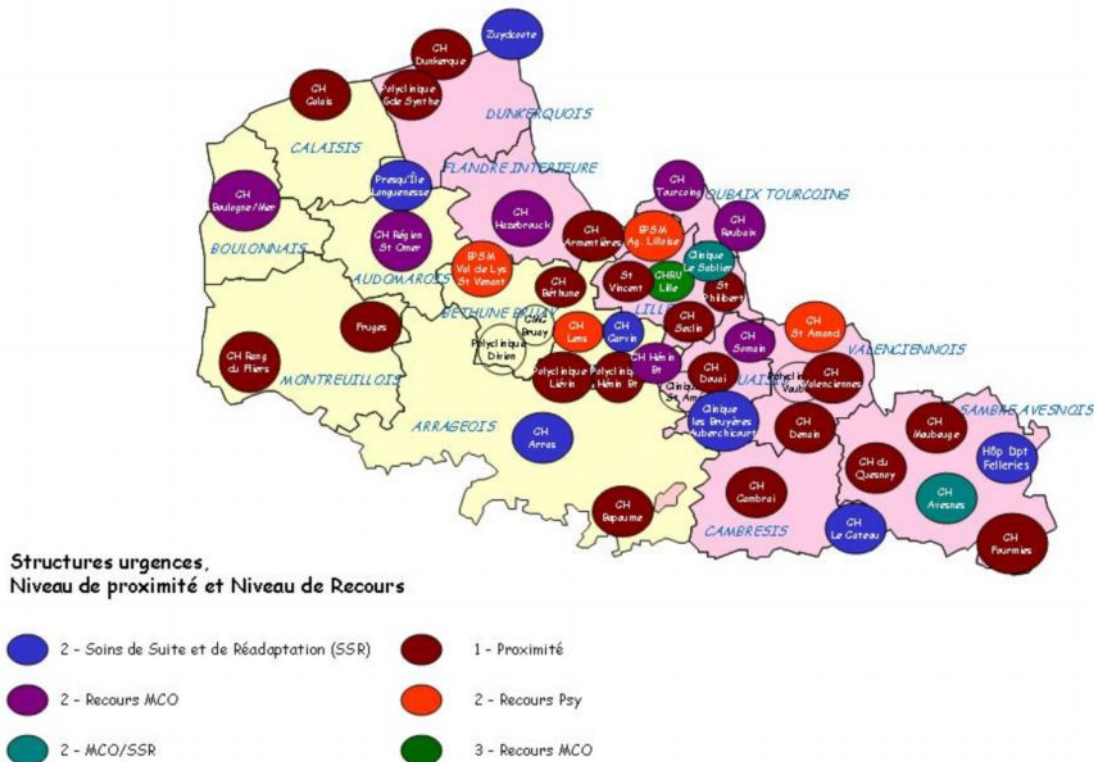 Zuydcoote
CH
Dunkerque
Polyclinique
Gde Synthe
CH
Calais
DUNKERQUOIS
CALAISIS
FLANDRE INTERIEURE
Presqu'Île
Longuenesse
CH
Tourcoing
OUBAIX TOURCOING
CH
Boulogne/Mer
CH
Hazebrouck
CH
Roubaix
CH
Armentières
EPSM
Ag. Lilloise
CH Région
St Omer
Clinique
Le Sablier
BOULONNAIS
AUDOMAROIS
EPSM
Val de Lys
St Venant
CH
Béthune
St
Vincent
CHRU
Lille
St
Philibert
BETHUNE BRUAY
LILLE
CH
Seclin
Fruges
CMC
Bruay
CH
Lens
CH
Carvin
CH
St Amand
CH
Somain
VALENCIENNOIS
Polyclinique
Divion
CH Rang
du Fliers
CH Hénin
Bt
MONTREUILLOIS
Polyclinique
Liévin
Hénin Bt
CH
Douai
UAISI
CH
Valenciennes
Clinique
ARRAGEOIS
Clinique
les Bruyères
Auberchicourt
SAMBRE AVESNOIS
CH
Arras
CH
Denain
CH
Maubeuge
Hôp Dpt
Felleries
CH du
Quesnoy
CH
Cambrai
CH
Avesnes
CH
Bapaume
CAMBRESIS
CH
Le Cateau
CH
Fourmies
Structures urgences,
Niveau de proximité et Niveau de Recours
2 - Soins de Suite et de Réadaptation (SSR)
1 - Proximité
2 - Recours MCO
2 - Recours Psy
2 - MCO/SSR
3 - Recours MCO